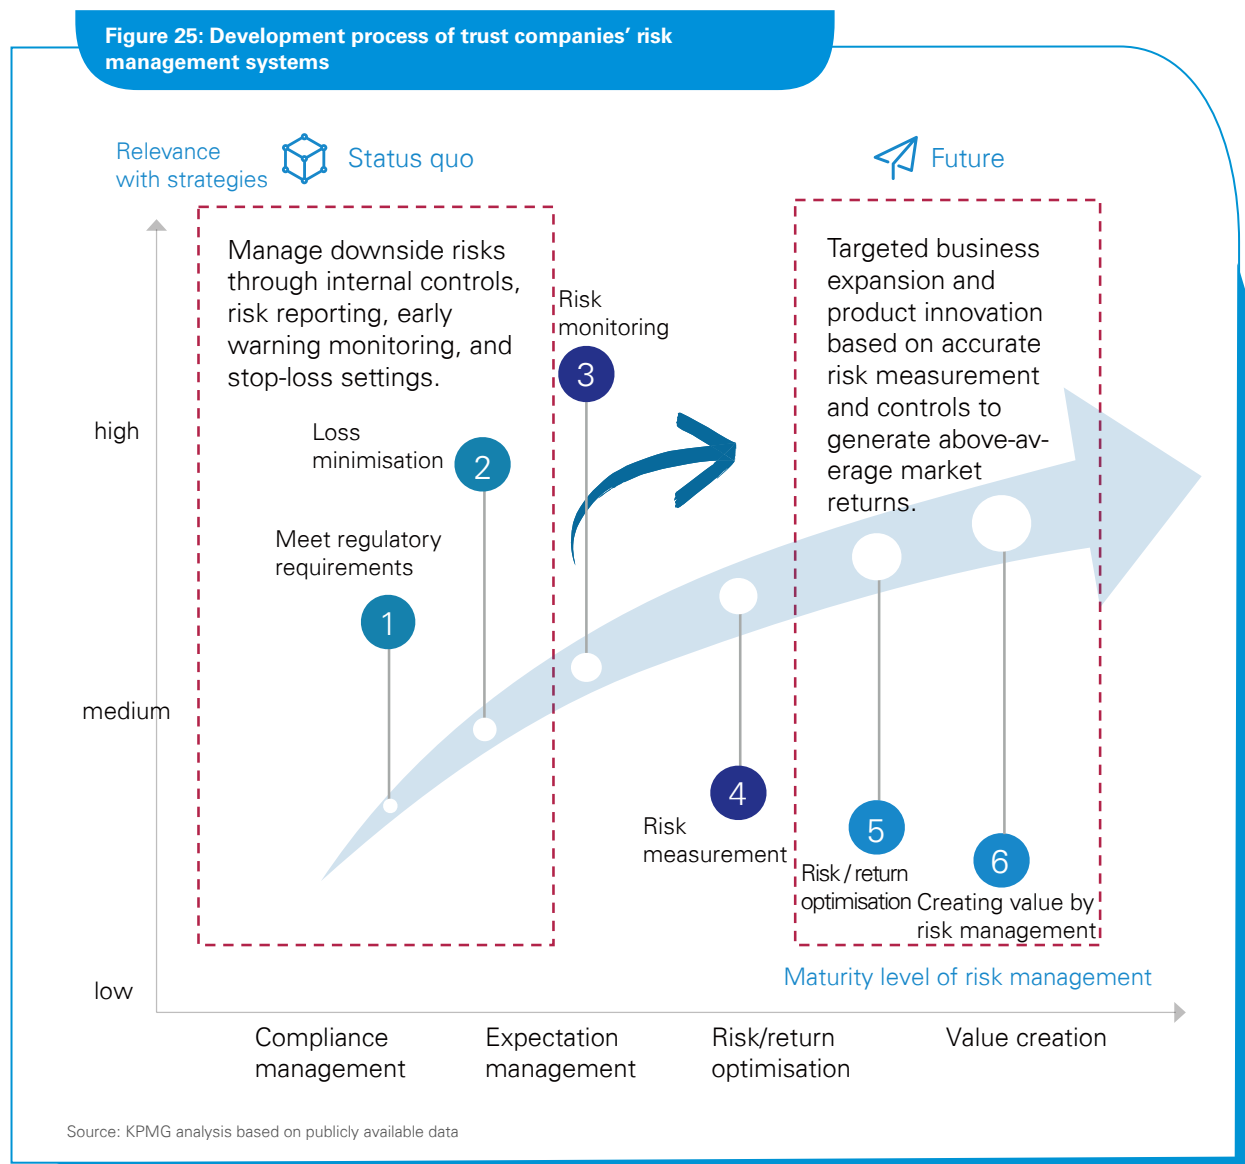 Figure 25: Development process of trust companies’ risk
management systems
Relevance
with strategies
Status quo
Future
Manage downside risks
through internal controls,
risk reporting, early
warning monitoring, and
stop-loss settings.
Targeted business
expansion and
product innovation
based on accurate
risk measurement
and controls to
generate above-av-
erage market
returns.
Risk
monitoring
3
high
Loss
minimisation
2
Meet regulatory
requirements
1
medium
4
Risk
measurement
5
Risk / return
optimisation
6
Creating value by
risk management
low
Maturity level of risk management
Compliance
management
Expectation
management
Risk/return
optimisation
Value creation
Source: KPMG analysis based on publicly available data